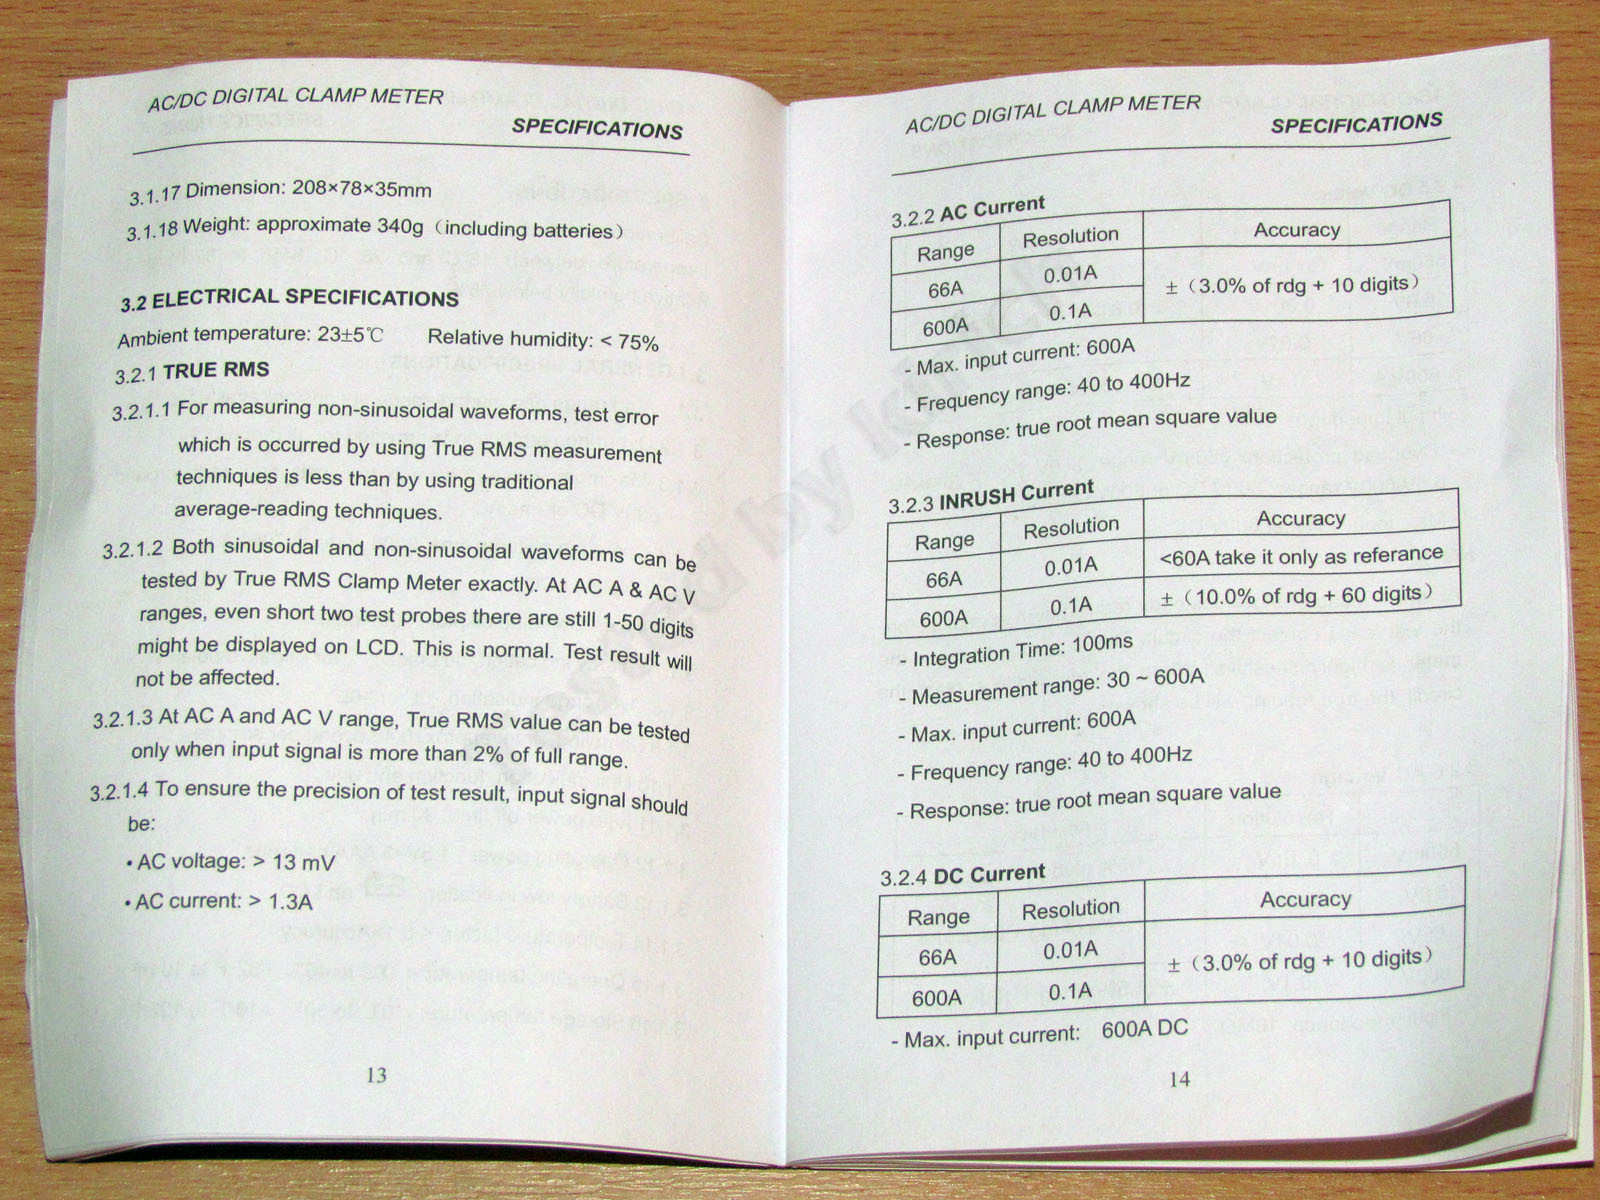 AC/DC DIGITAL CLAMP METER
SPECIFICATIONS
3.1.17 Dimension: 208×78×35mm
3.1.18 Weight: approximate 340g（including batteries）
3.2 ELECTRICAL SPECIFICATIONS
Ambient temperature: 23±5℃ Relative humidity: < 75%
3.2.1 TRUE RMS
3.2.1.1 For measuring non-sinusoidal waveforms, test error
which is occurred by using True RMS measurement
techniques is less than by using traditional
average-reading techniques.
3.2.1.2 Both sinusoidal and non-sinusoidal waveforms can be
tested by True RMS Clamp Meter exactly. At AC A & AC V
ranges, even short two test probes there are still 1-50 digits
might be displayed on LCD. This is normal. Test result will
not be affected.
3.2.1.3 At AC A and AC V range, True RMS value can be tested
only when input signal is more than 2% of full range.
3.2.1.4 To ensure the precision of test result, input signal should
be:
• AC voltage: > 13 mV
• AC current: > 1.3A
13
AC/DC DIGITAL CLAMP METER
SPECIFICATIONS
3.2.2 AC Current
Range Resolution Accuracy
66A 0.01A ±（3.0% of rdg + 10 digits）
600A 0.1A
- Max. input current: 600A
- Frequency range: 40 to 400Hz
- Response: true root mean square value
3.2.3 INRUSH Current
Range Resolution Accuracy
66A 0.01A <60A take it only as referance
600A 0.1A ±（10.0% of rdg + 60 digits）
- Integration Time: 100ms
- Measurement range: 30 ~ 600A
- Max. input current: 600A
- Frequency range: 40 to 400Hz
- Response: true root mean square value
3.2.4 DC Current
Range Resolution Accuracy
66A 0.01A ±（3.0% of rdg + 10 digits）
600A 0.1A
- Max. input current: 600A DC
14